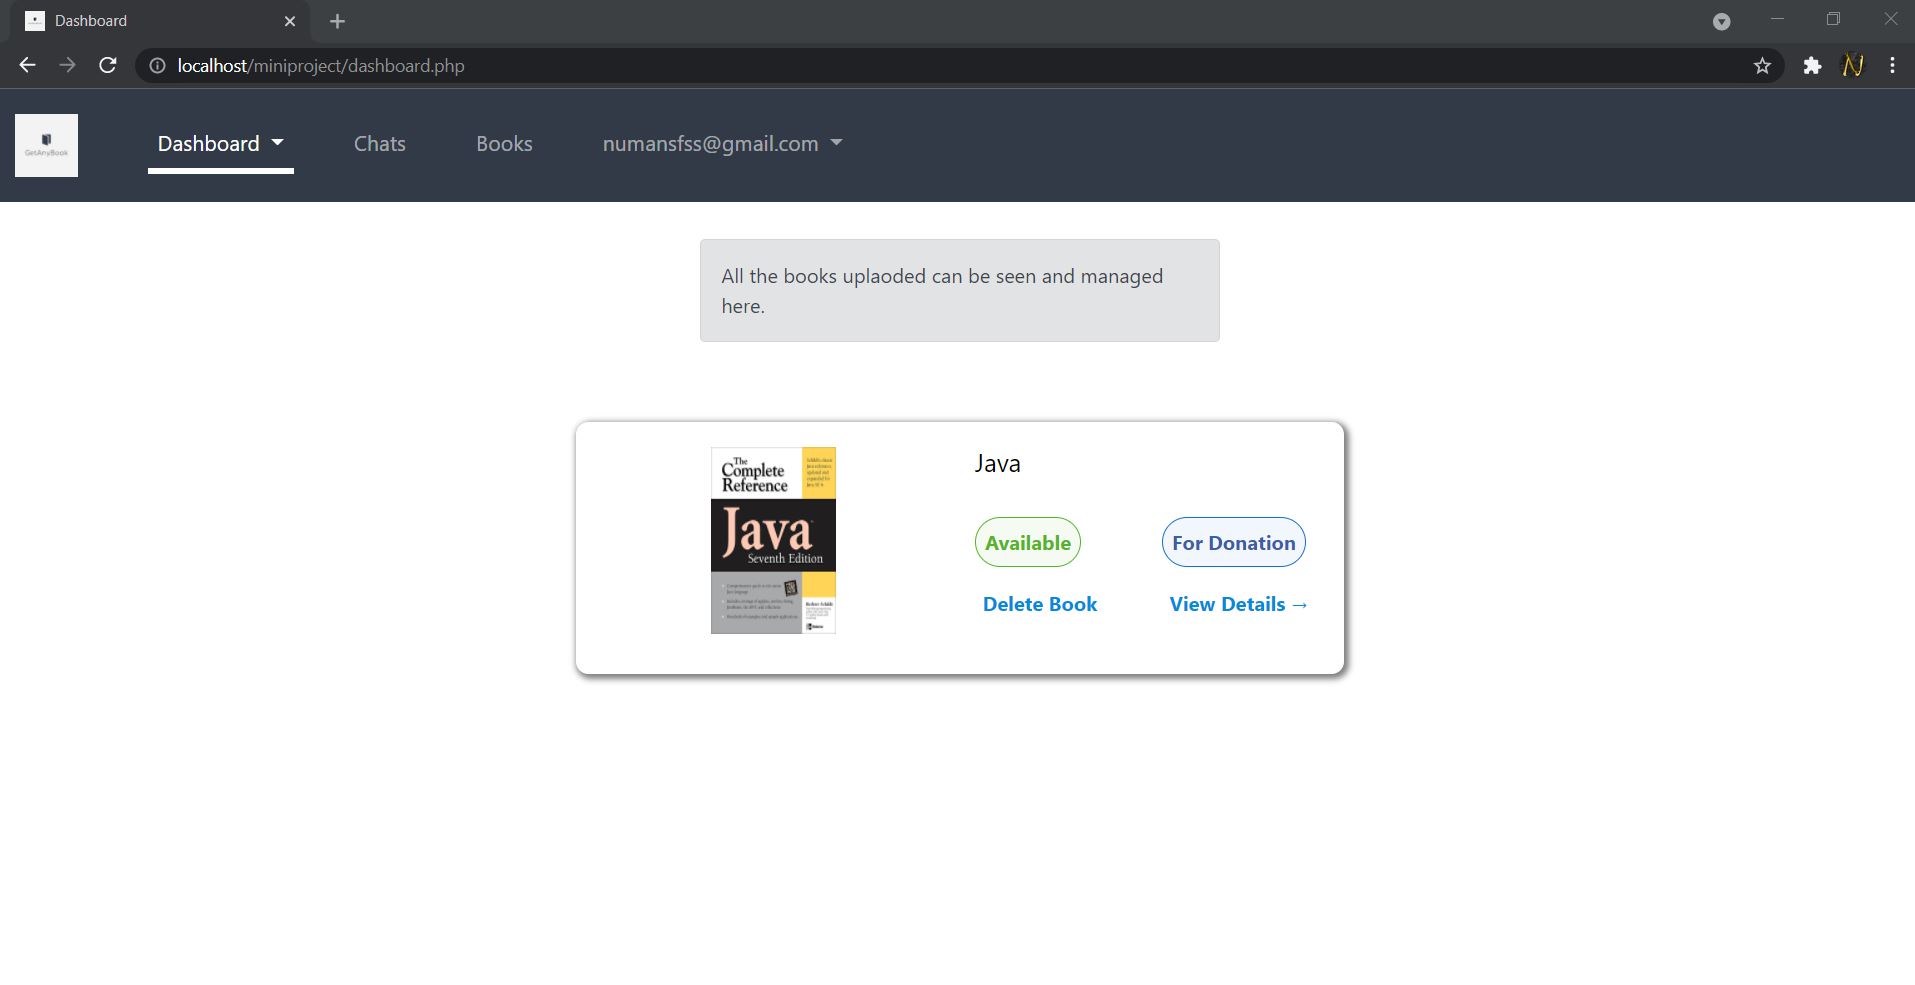 Dashboard
localhost/miniproject/dashboard.php
GetAnyBook
Dashboard
Chats
Books
numansfss@gmail.com
All the books uplaoded can be seen and managed
here.
The
Complete
Reference
Java
Seventh Edition
Java
Available
For Donation
Delete Book
View Details →